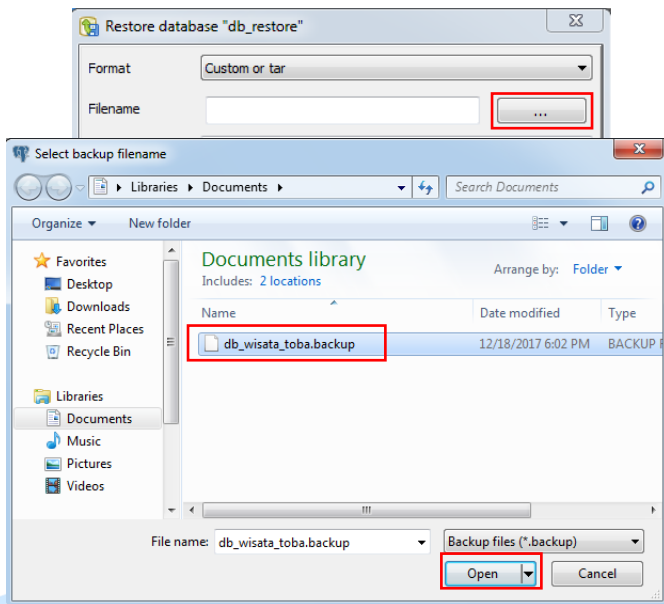 Restore database "db_restore"
Format
Custom or tar
Filename
...
Select backup filename
Libraries
Documents
Search Documents
Organize
New folder
Favorites
Desktop
Downloads
Recent Places
Recycle Bin
Libraries
Documents
Music
Pictures
Videos
Documents library
Includes: 2 locations
Arrange by: Folder
Name
Date modified
Type
db_wisata_toba.backup
12/18/2017 6:02 PM
BACKUP F
File name:
db_wisata_toba.backup
Backup files (*.backup)
Open
Cancel